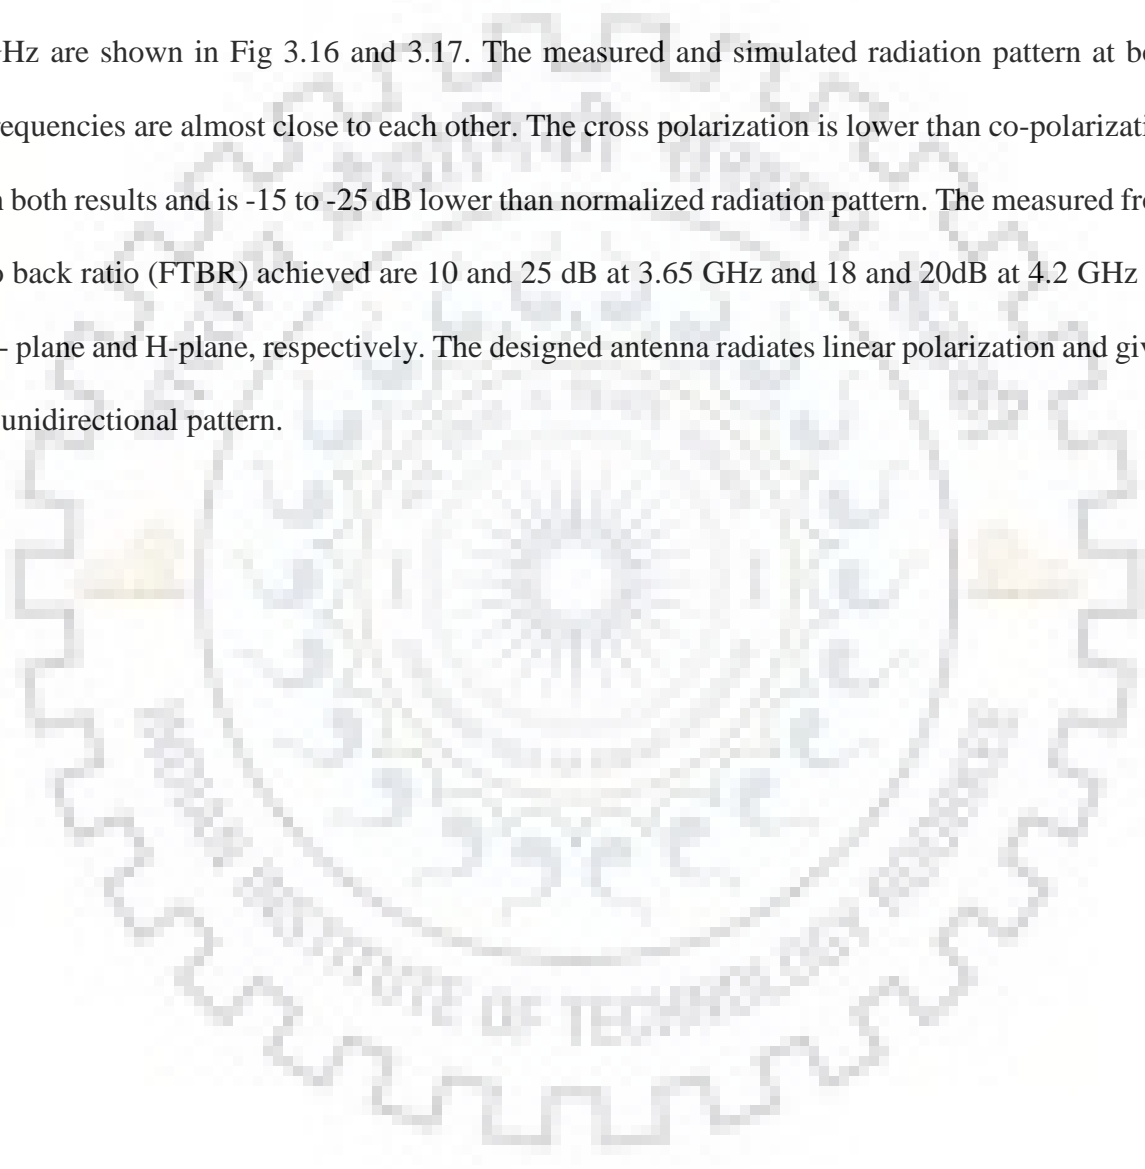 Hz are shown in Fig 3.16 and 3.17. The measured and simulated radiation pattern at
requencies are almost close to each other. The cross polarization is lower than co-polarizati
both results and is -15 to -25 dB lower than normalized radiation pattern. The measured
back ratio (FTBR) achieved are 10 and 25 dB at 3.65 GHz and 18 and 20dB at 4.2 GHz
- plane and H-plane, respectively. The designed antenna radiates linear polarization and
unidirectional pattern.
INSTITUTE OF TECHNOLOGY